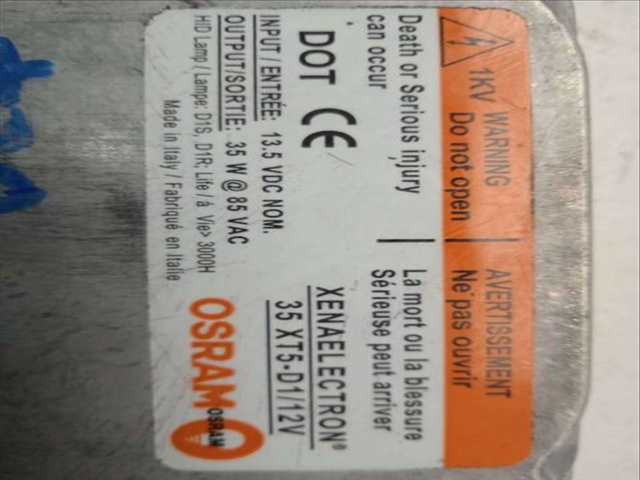 1KV WARNING
Do not open
AVERTISSEMENT
Ne pas ouvrir
Death or Serious injury
can occur
La mort ou la blessure
Sérieuse peut arriver
DOT CE
XENAELECTRON®
35 XT5-D1/12V
INPUT / ENTRÉE: 13.5 VDC NOM.
OUTPUT/SORTIE: 35 W @ 85 VAC
HID Lamp / Lampe: D1S, D1R; Life / à Vie> 3000H
Made in Italy / Fabriqué en Italie
OSRAM
OSRAM